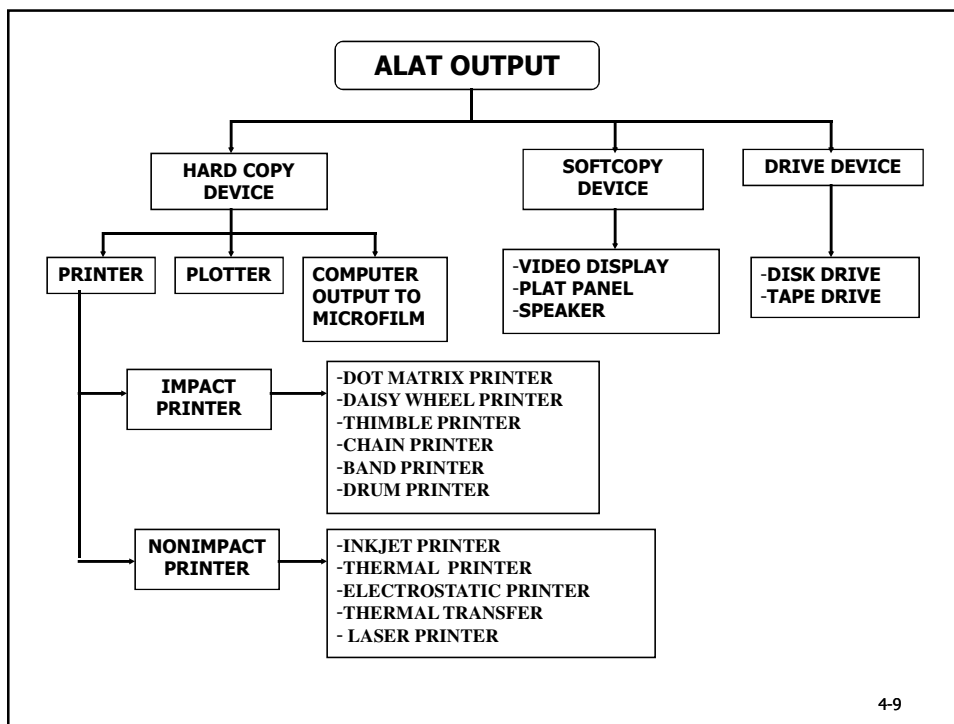 ALAT OUTPUT
HARD COPY
DEVICE
SOFTCOPY
DEVICE
DRIVE DEVICE
PRINTER
PLOTTER
COMPUTER
OUTPUT TO
MICROFILM
-VIDEO DISPLAY
-PLAT PANEL
-SPEAKER
-DISK DRIVE
-TAPE DRIVE
IMPACT
PRINTER
-DOT MATRIX PRINTER
-DAISY WHEEL PRINTER
-THIMBLE PRINTER
-CHAIN PRINTER
-BAND PRINTER
-DRUM PRINTER
NONIMPACT
PRINTER
-INKJET PRINTER
-THERMAL PRINTER
-ELECTROSTATIC PRINTER
-THERMAL TRANSFER
- LASER PRINTER
4-9